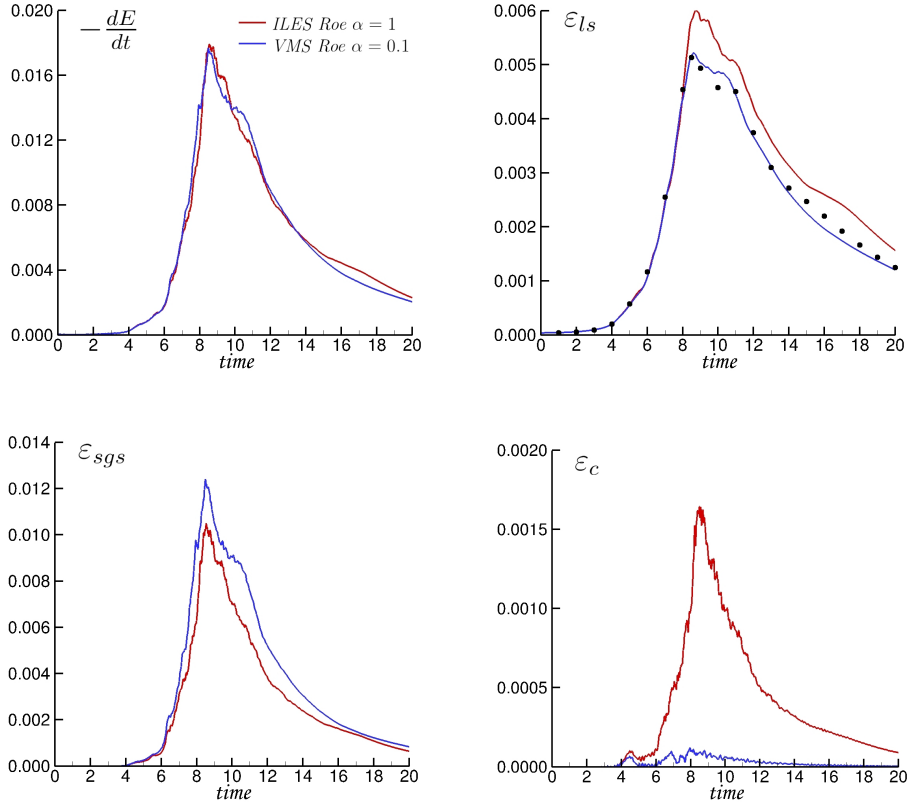 0.020
0.016
0.012
0.008
0.004
0.000
− dE/dt
ILES Roe α = 1
VMS Roe α = 0.1
0 2 4 6 8 10 12 14 16 18 20
time
0.006
0.005
0.004
0.003
0.002
0.001
0.000
ε_ls
0 2 4 6 8 10 12 14 16 18 20
time
0.014
0.012
0.010
0.008
0.006
0.004
0.002
0.000
ε_sgs
0 2 4 6 8 10 12 14 16 18 20
time
0.0020
0.0015
0.0010
0.0005
0.0000
ε_c
0 2 4 6 8 10 12 14 16 18 20
time